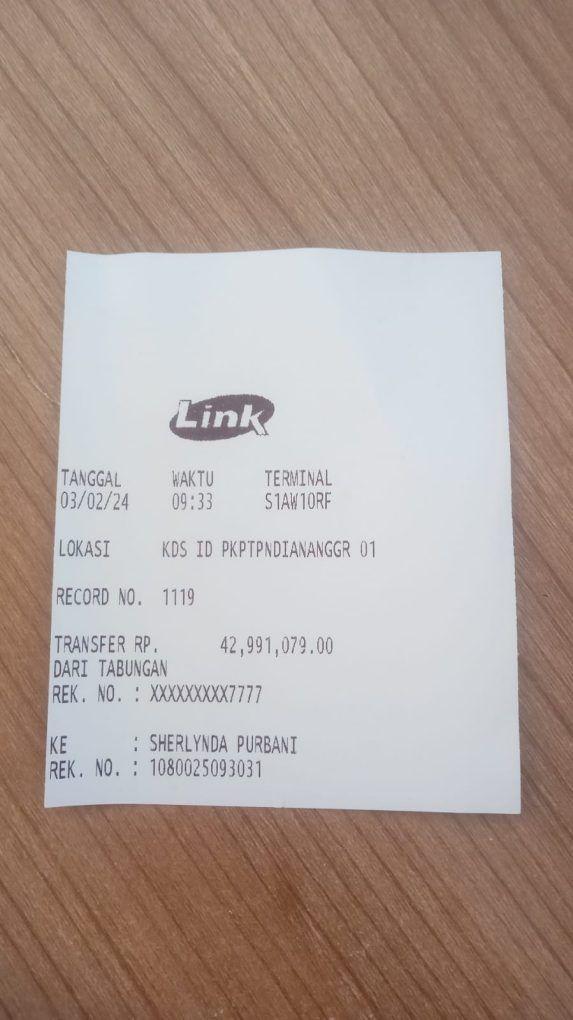 Link
TANGGAL WAKTU TERMINAL
03/02/24 09:33 S1AW10RF
LOKASI KDS ID PKPTPNDIANANGGR 01
RECORD NO. 1119
TRANSFER RP. 42,991,079.00
DARI TABUNGAN
REK. NO. : XXXXXXXXX7777
KE : SHERLYNDA PURBANI
REK. NO. : 1080025093031